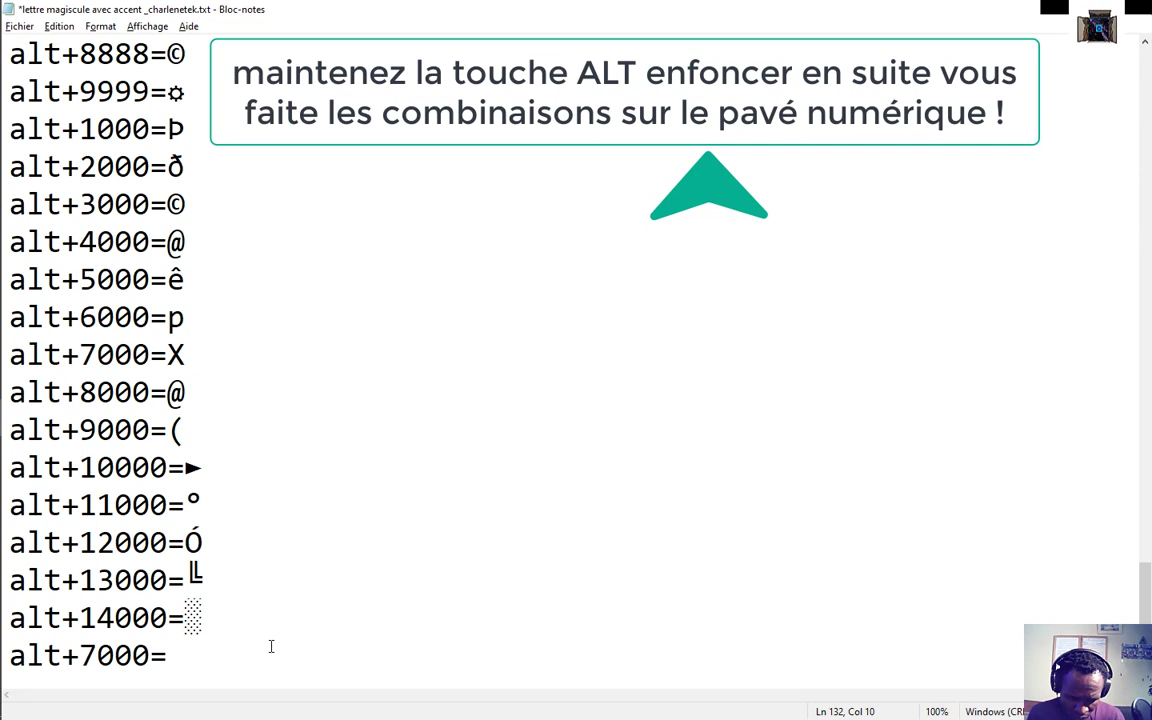 *lettre magiscule avec accent _charlenetek.txt - Bloc-notes
Fichier Edition Format Affichage Aide
alt+8888=©
alt+9999=¤
alt+1000=Þ
alt+2000=ð
alt+3000=©
alt+4000=@
alt+5000=ê
alt+6000=p
alt+7000=X
alt+8000=@
alt+9000=(
alt+10000=►
alt+11000=°
alt+12000=Ó
alt+13000=╚
alt+14000=░
alt+7000=
maintenez la touche ALT enfoncer en suite vous
faite les combinaisons sur le pavé numérique !
Ln 132, Col 10 100% Windows (CRL